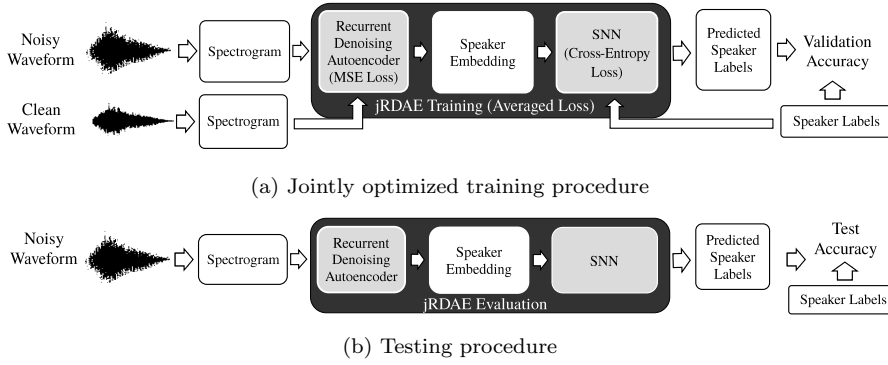 Noisy
Waveform
Spectrogram
Recurrent
Denoising
Autoencoder
(MSE Loss)
Speaker
Embedding
SNN
(Cross-Entropy
Loss)
Predicted
Speaker
Labels
Validation
Accuracy
Clean
Waveform
Spectrogram
jRDAE Training (Averaged Loss)
Speaker Labels
(a) Jointly optimized training procedure
Noisy
Waveform
Spectrogram
Recurrent
Denoising
Autoencoder
Speaker
Embedding
SNN
Predicted
Speaker
Labels
Test
Accuracy
jRDAE Evaluation
Speaker Labels
(b) Testing procedure